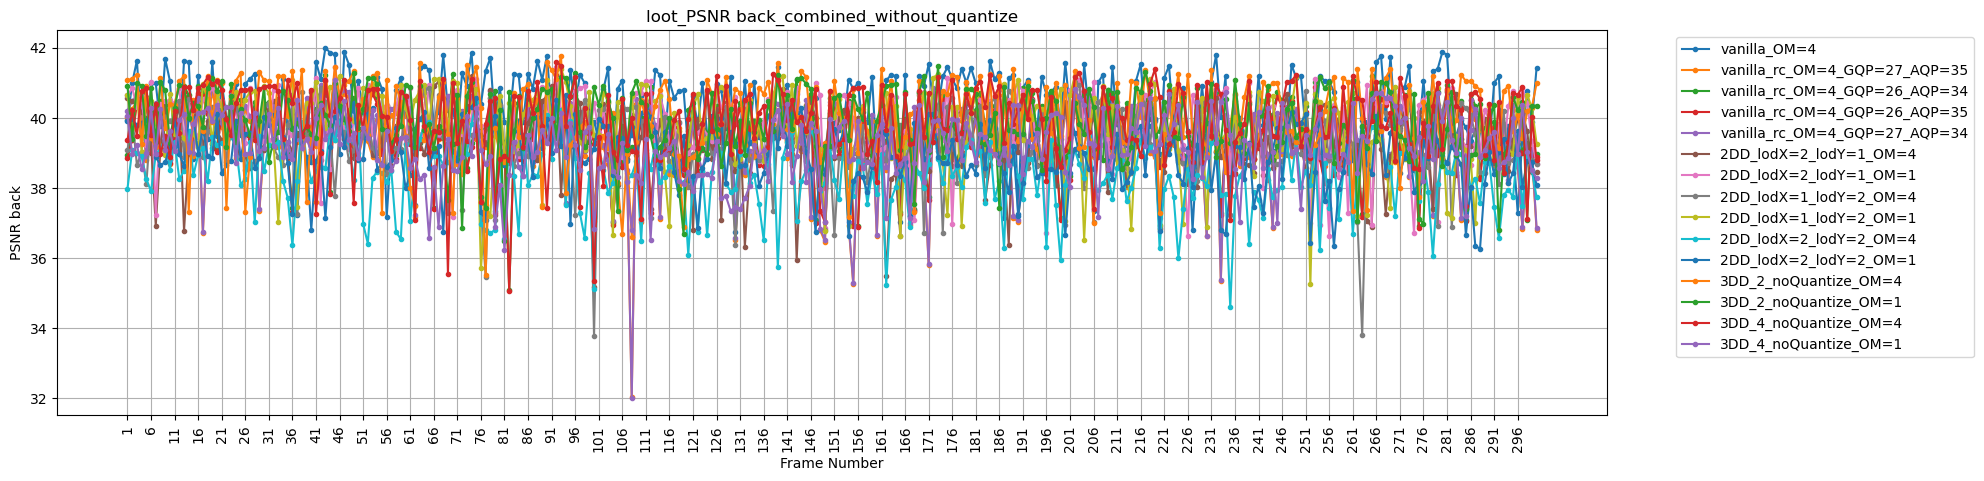 loot_PSNR back_combined_without_quantize
PSNR back
42
40
38
36
34
32
1 6 11 16 21 26 31 36 41 46 51 56 61 66 71 76 81 86 91 96 101 106 111 116 121 126 131 136 141 146 151 156 161 166 171 176 181 186 191 196 201 206 211 216 221 226 231 236 241 246 251 256 261 266 271 276 281 286 291 296
Frame Number
vanilla_OM=4
vanilla_rc_OM=4_GQP=27_AQP=35
vanilla_rc_OM=4_GQP=26_AQP=34
vanilla_rc_OM=4_GQP=26_AQP=35
vanilla_rc_OM=4_GQP=27_AQP=34
2DD_lodX=2_lodY=1_OM=4
2DD_lodX=2_lodY=1_OM=1
2DD_lodX=1_lodY=2_OM=4
2DD_lodX=1_lodY=2_OM=1
2DD_lodX=2_lodY=2_OM=4
2DD_lodX=2_lodY=2_OM=1
3DD_2_noQuantize_OM=4
3DD_2_noQuantize_OM=1
3DD_4_noQuantize_OM=4
3DD_4_noQuantize_OM=1